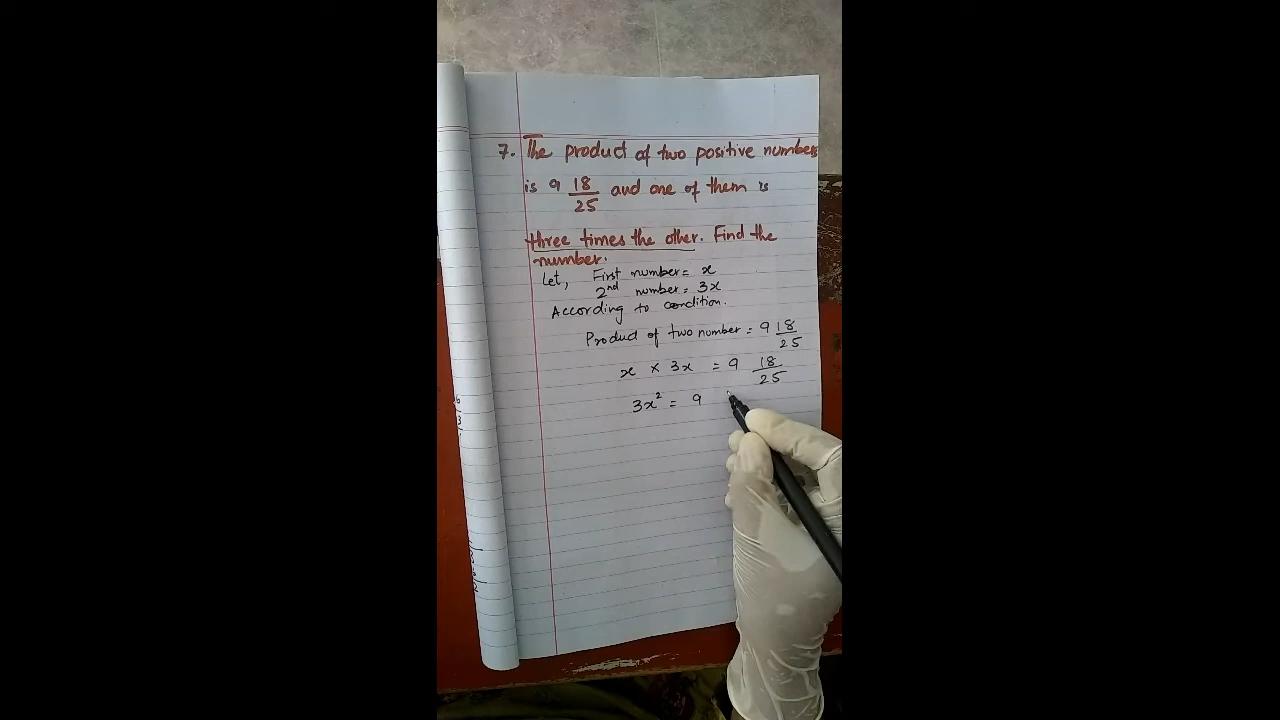 7. The product of two positive numbers
is 9 18/25 and one of them is
three times the other. Find the
number.
Let, First number = x
2nd number = 3x
According to condition.
Product of two number = 9 18/25
x × 3x = 9 18/25
3x² = 9